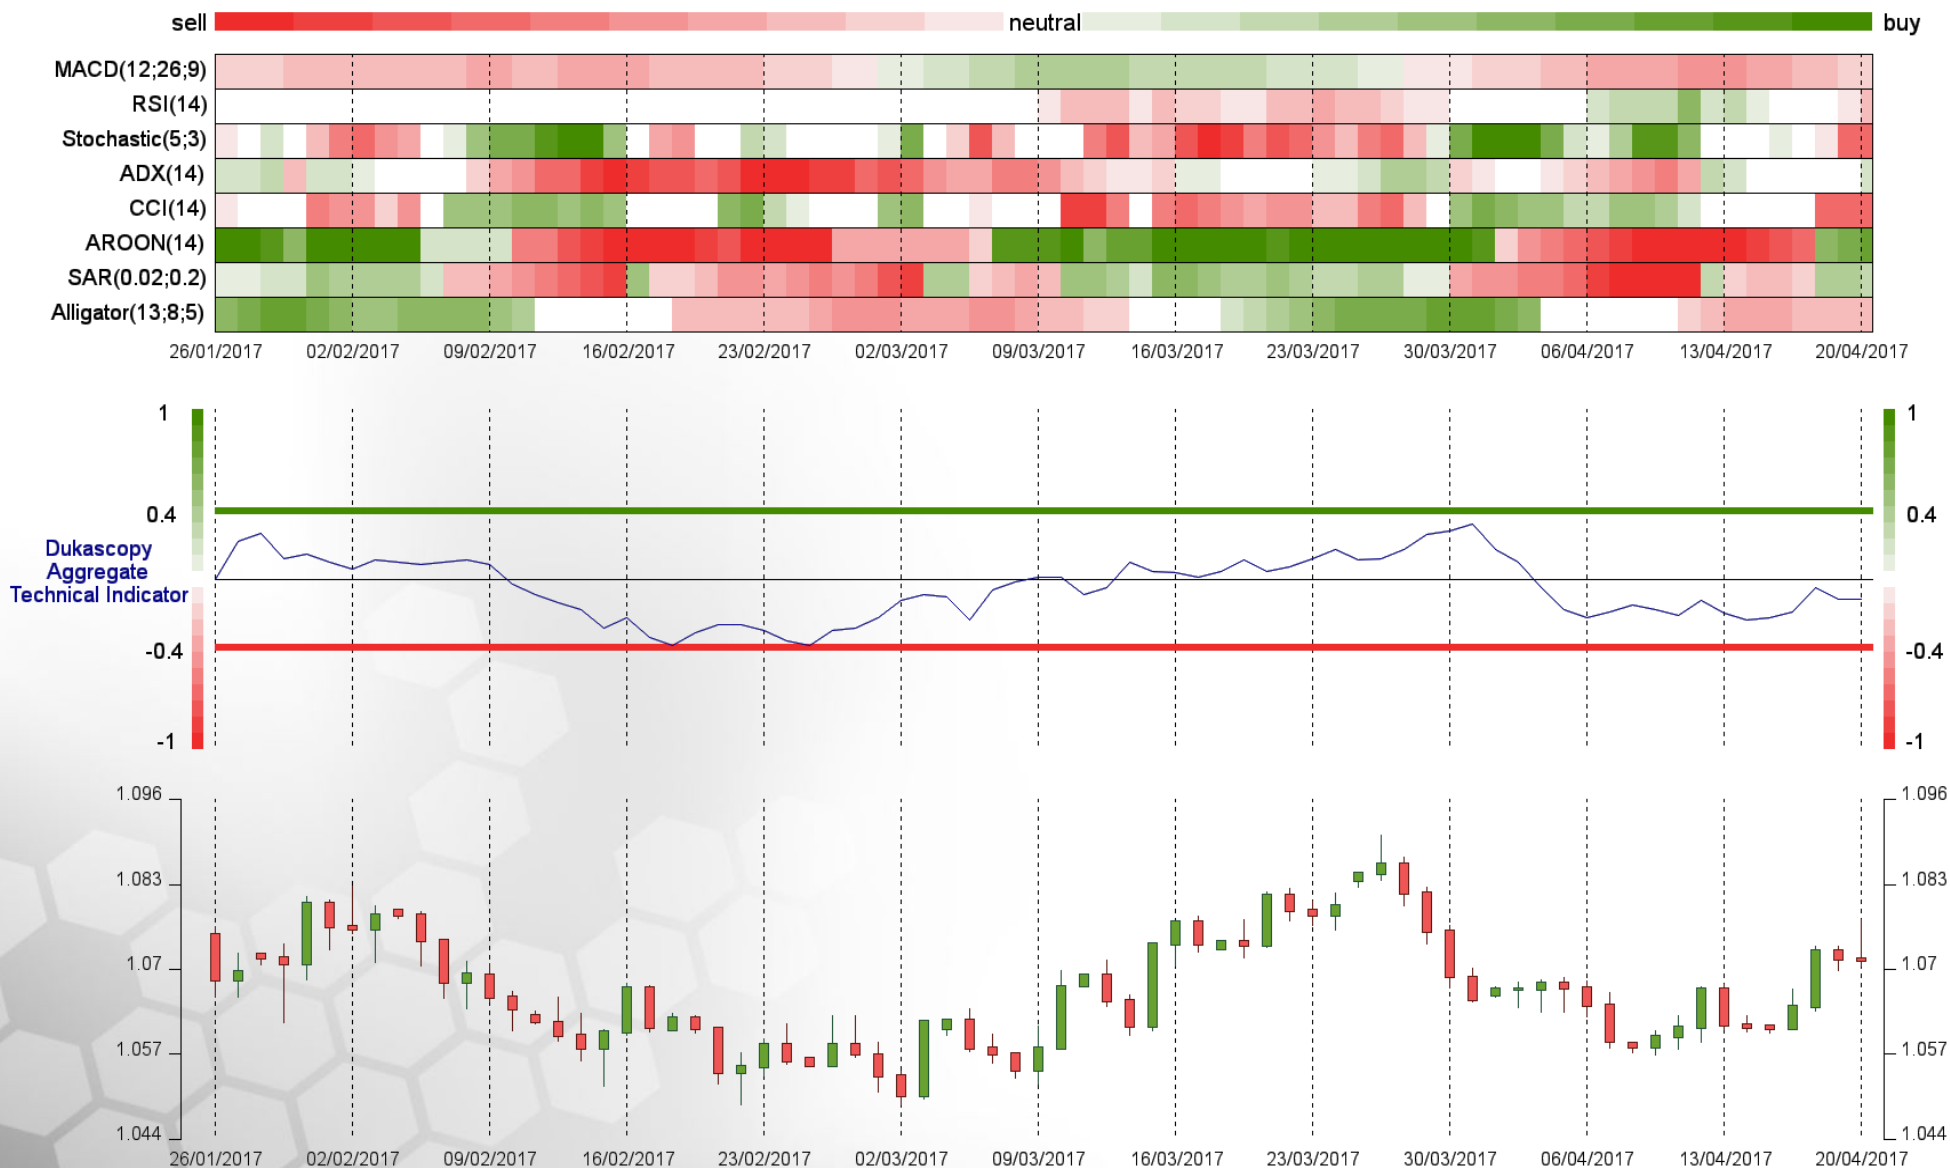 sell neutral buy
MACD(12;26;9)
RSI(14)
Stochastic(5;3)
ADX(14)
CCI(14)
AROON(14)
SAR(0.02;0.2)
Alligator(13;8;5)
26/01/2017 02/02/2017 09/02/2017 16/02/2017 23/02/2017 02/03/2017 09/03/2017 16/03/2017 23/03/2017 30/03/2017 06/04/2017 13/04/2017 20/04/2017
1 1
0.4 0.4
Dukascopy
Aggregate
Technical Indicator
-0.4 -0.4
-1 -1
1.096 1.096
1.083 1.083
1.07 1.07
1.057 1.057
1.044 1.044
26/01/2017 02/02/2017 09/02/2017 16/02/2017 23/02/2017 02/03/2017 09/03/2017 16/03/2017 23/03/2017 30/03/2017 06/04/2017 13/04/2017 20/04/2017